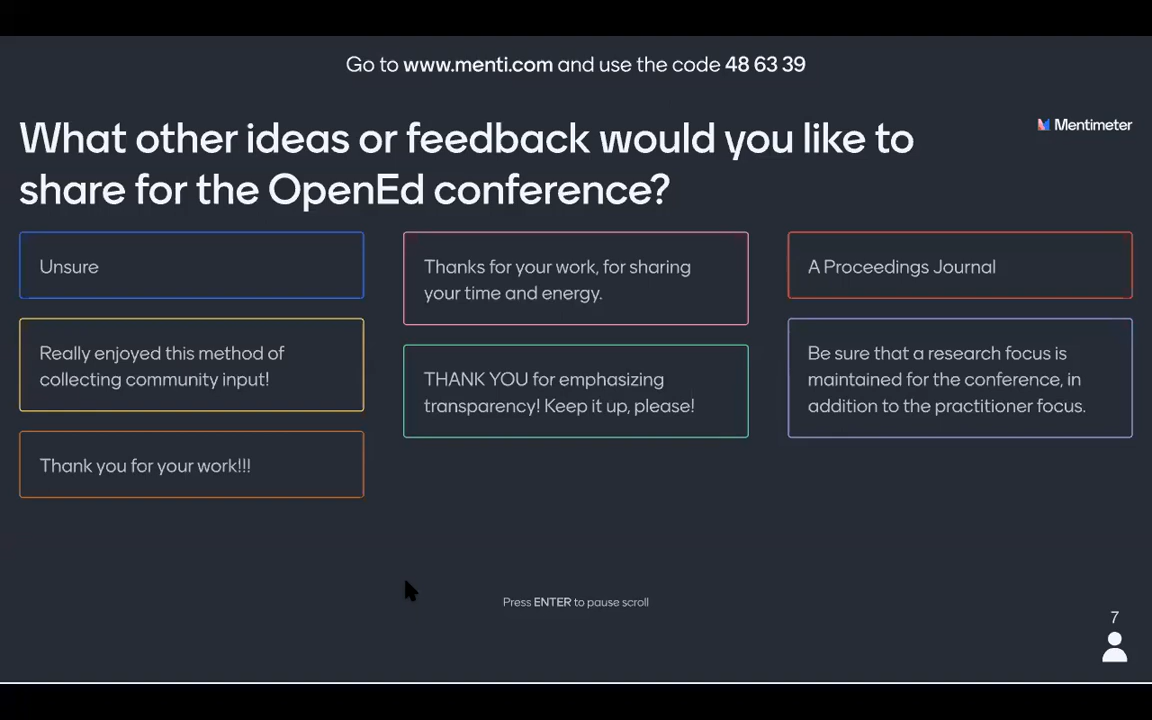 Go to www.menti.com and use the code 48 63 39
What other ideas or feedback would you like to
share for the OpenEd conference?
Mentimeter
Unsure
Really enjoyed this method of
collecting community input!
Thank you for your work!!!
Thanks for your work, for sharing
your time and energy.
THANK YOU for emphasizing
transparency! Keep it up, please!
A Proceedings Journal
Be sure that a research focus is
maintained for the conference, in
addition to the practitioner focus.
Press ENTER to pause scroll
7